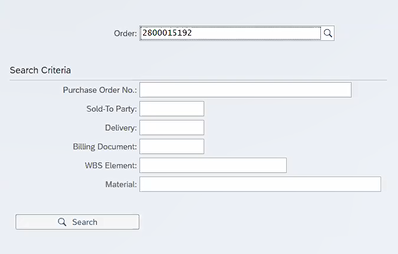 Order: 2800015192
Search Criteria
Purchase Order No.:
Sold-To Party:
Delivery:
Billing Document:
WBS Element:
Material:
Search